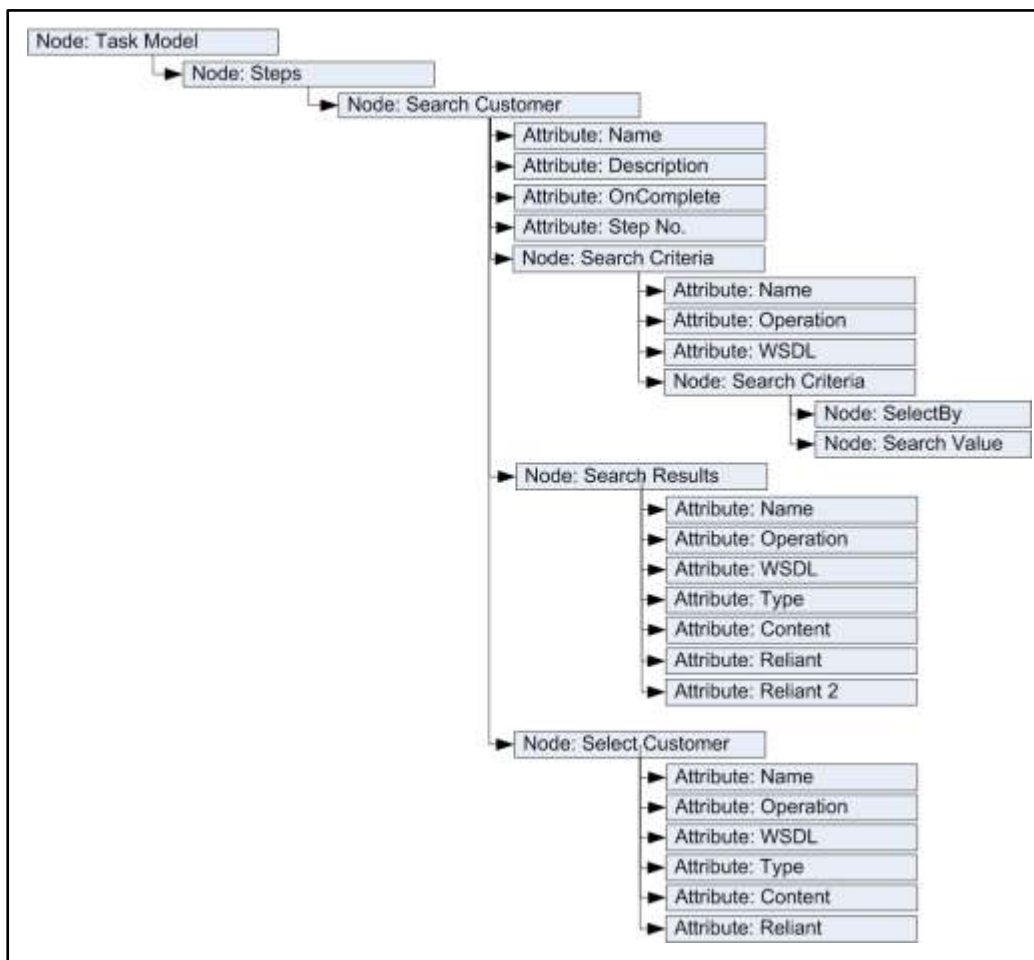 Node: Task Model
Node: Steps
Node: Search Customer
Attribute: Name
Attribute: Description
Attribute: OnComplete
Attribute: Step No.
Node: Search Criteria
Attribute: Name
Attribute: Operation
Attribute: WSDL
Node: Search Criteria
Node: SelectBy
Node: Search Value
Node: Search Results
Attribute: Name
Attribute: Operation
Attribute: WSDL
Attribute: Type
Attribute: Content
Attribute: Reliant
Attribute: Reliant 2
Node: Select Customer
Attribute: Name
Attribute: Operation
Attribute: WSDL
Attribute: Type
Attribute: Content
Attribute: Reliant